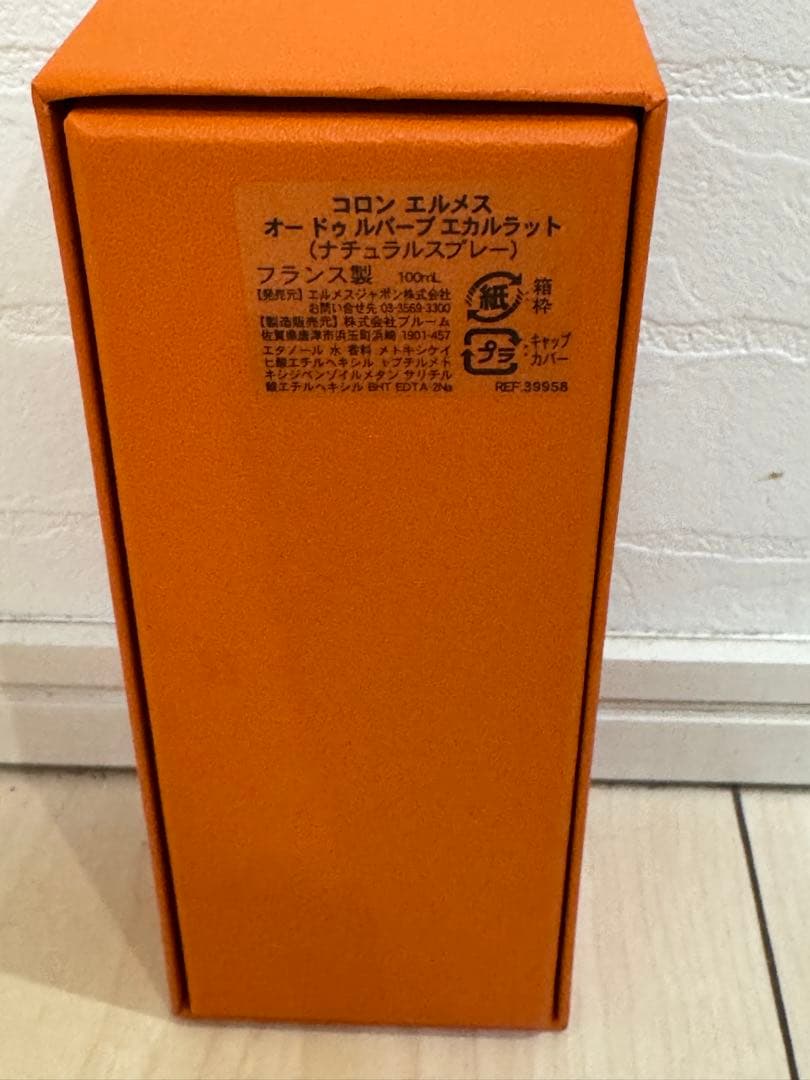 コロン エルメス
オー ドゥ ルバーブ エカルラット
（ナチュラルスプレー）
フランス製 100mL
【発売元】エルメスジャポン株式会社
お問い合せ先 03-3569-3300
【製造販売元】株式会社ブルーム
佐賀県唐津市浜玉町浜崎 1901-457
エタノール 水 香料 メトキシケイ
ヒ酸エチルヘキシル t-ブチルメト
キシジベンゾイルメタン サリチル
酸エチルヘキシル BHT EDTA-2Na
紙 箱
枠
プラ キャップ
カバー
REF.39958